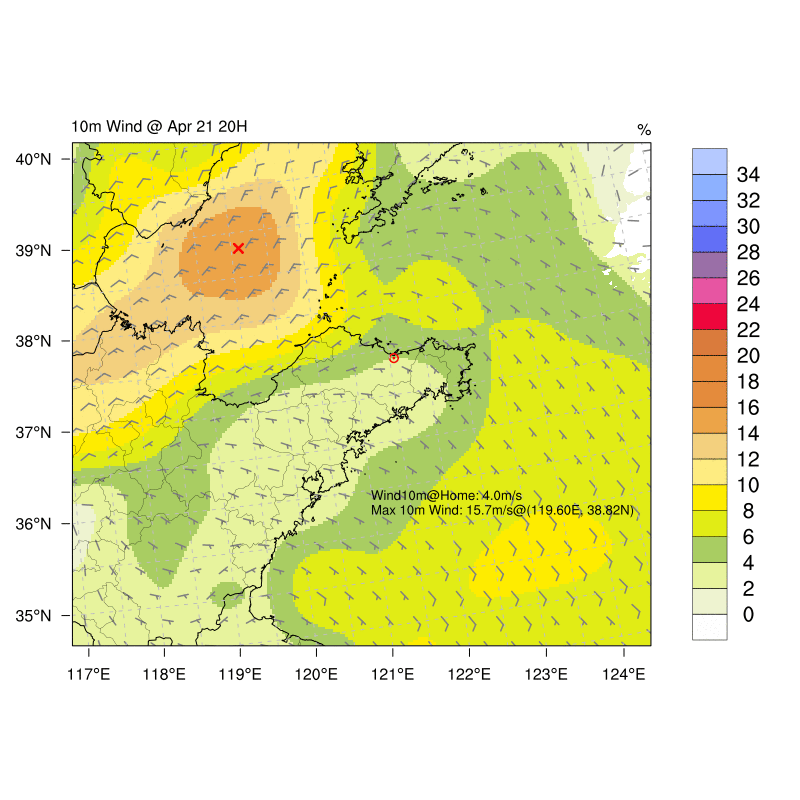 10m Wind @ Apr 21 20H
%
40°N
39°N
38°N
37°N
36°N
35°N
117°E 118°E 119°E 120°E 121°E 122°E 123°E 124°E
Wind10m@Home: 4.0m/s
Max 10m Wind: 15.7m/s@(119.60E, 38.82N)
34
32
30
28
26
24
22
20
18
16
14
12
10
8
6
4
2
0